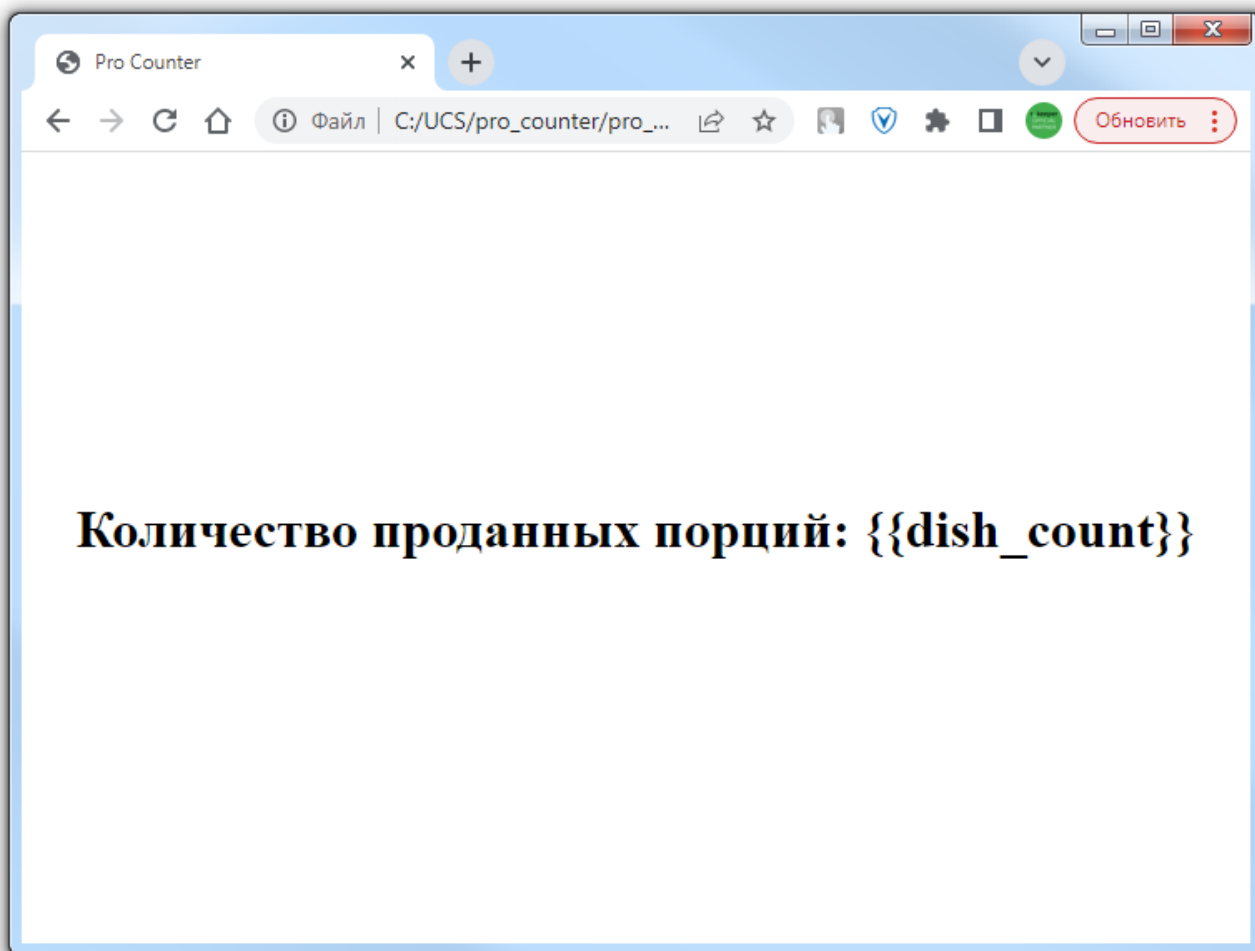 Pro Counter
Файл | C:/UCS/pro_counter/pro_... Обновить
Количество проданных порций: {{dish_count}}